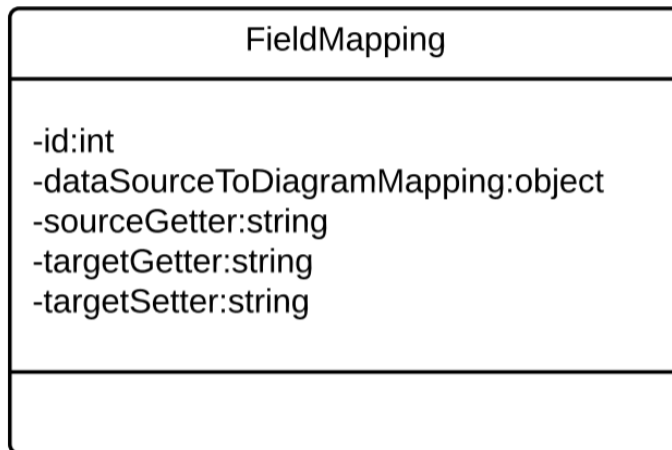 FieldMapping
-id:int
-dataSourceToDiagramMapping:object
-sourceGetter:string
-targetGetter:string
-targetSetter:string